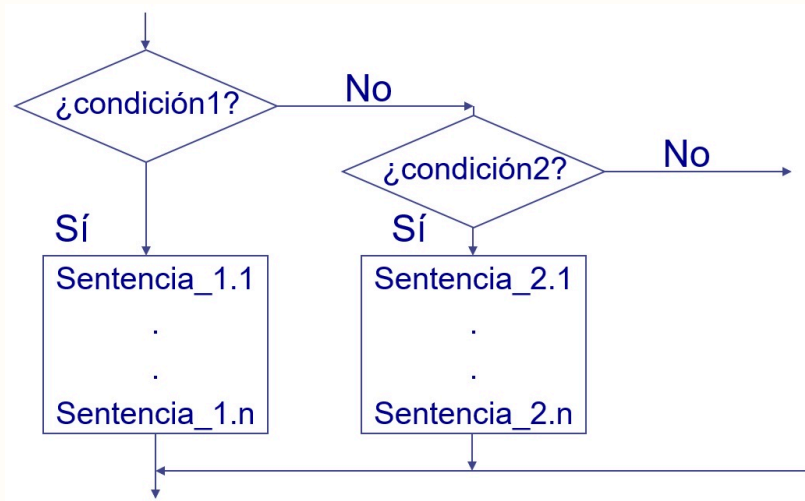 ¿condición1?
No
¿condición2?
No
Sí
Sí
Sentencia_1.1
.
.
Sentencia_1.n
Sentencia_2.1
.
.
Sentencia_2.n